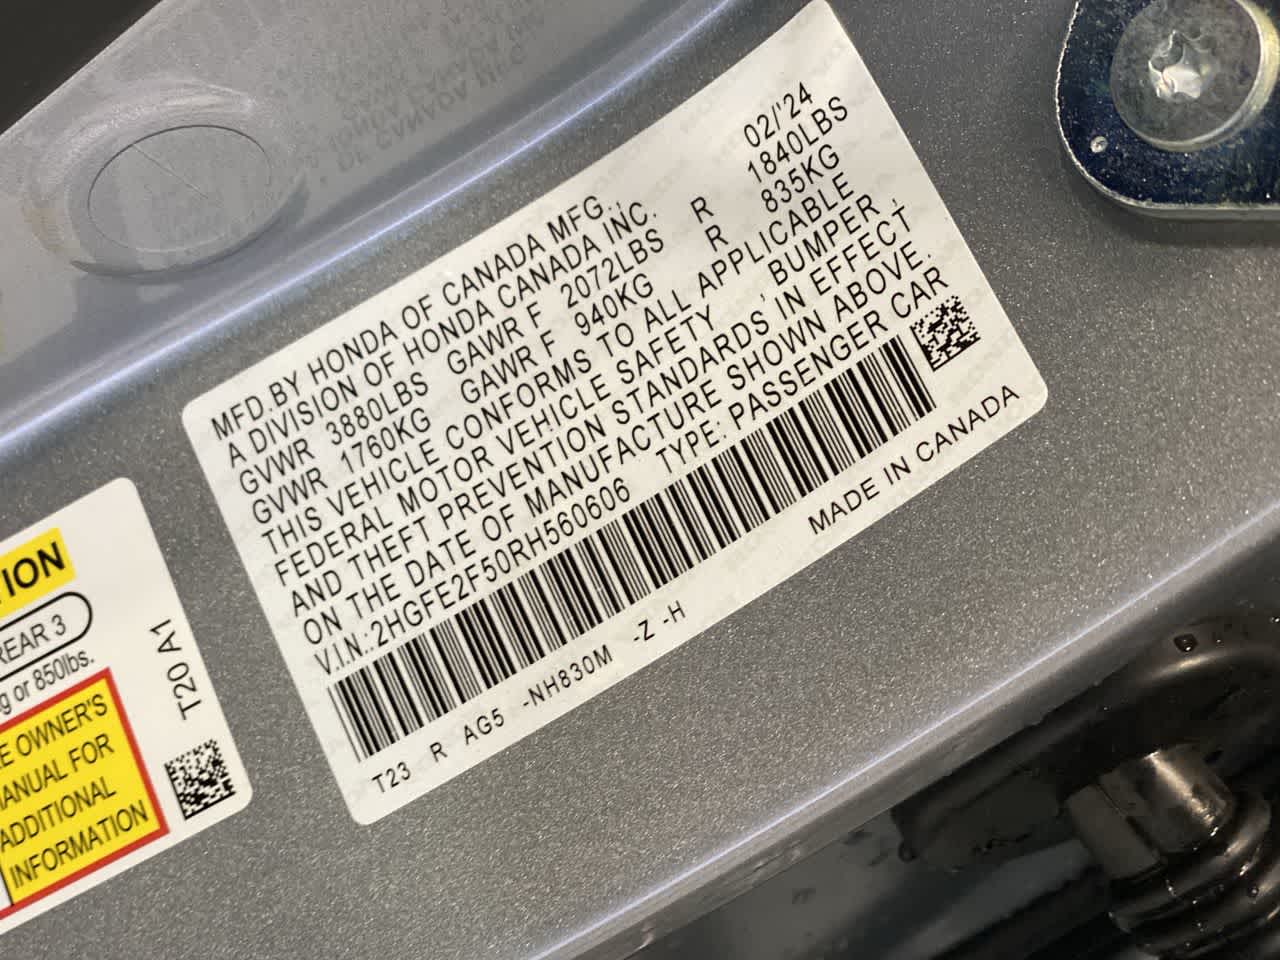 MFD. BY HONDA OF CANADA MFG.,
A DIVISION OF HONDA CANADA INC. 02/'24
GVWR 3880LBS GAWR F 2072LBS R 1840LBS
GVWR 1760KG GAWR F 940KG R 835KG
THIS VEHICLE CONFORMS TO ALL APPLICABLE
FEDERAL MOTOR VEHICLE SAFETY, BUMPER,
AND THEFT PREVENTION STANDARDS IN EFFECT
ON THE DATE OF MANUFACTURE SHOWN ABOVE.
V.I.N.:2HGFE2F50RH560606 TYPE: PASSENGER CAR
T23 R AG5 -NH830M -Z -H MADE IN CANADA
REAR 3
or 850lbs.
OWNER'S
MANUAL FOR
ADDITIONAL
INFORMATION
T20 A1